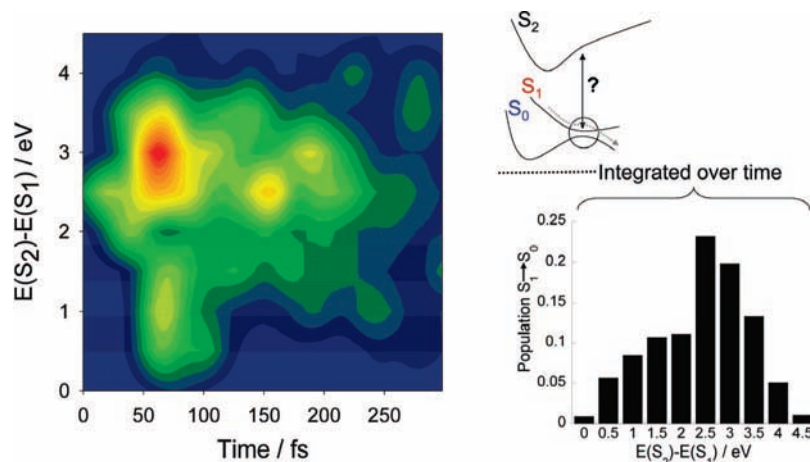 E(S2)-E(S1) / eV
4
3
2
1
0
0 50 100 150 200 250
Time / fs
S2
S1
S0
?
Integrated over time
Population S1→S0
0.25
0.2
0.15
0.1
0.05
0
0 0.5 1 1.5 2 2.5 3 3.5 4 4.5
E(S2)-E(S1) / eV